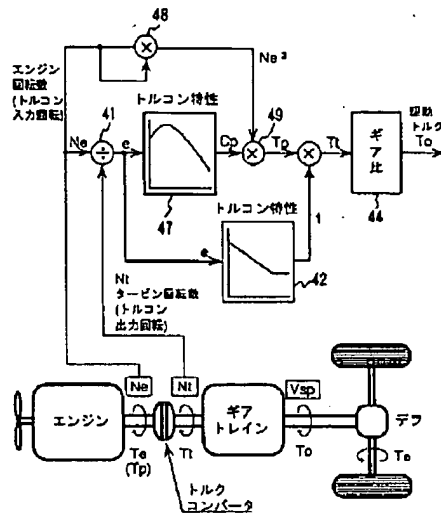 48
Ne²
エンジン
回転数
(トルコン
入力回転)
41
トルコン特性
49
駆動
トルク
To
Ne
÷
e
Cp
Tp
Tt
ギア比
44
47
トルコン特性
e
t
42
Nt
タービン回転数
(トルコン
出力回転)
Ne
Nt
Vsp
エンジン
ギア
トレイン
デフ
Te
(Tp)
Tt
To
To
トルク
コンバータ